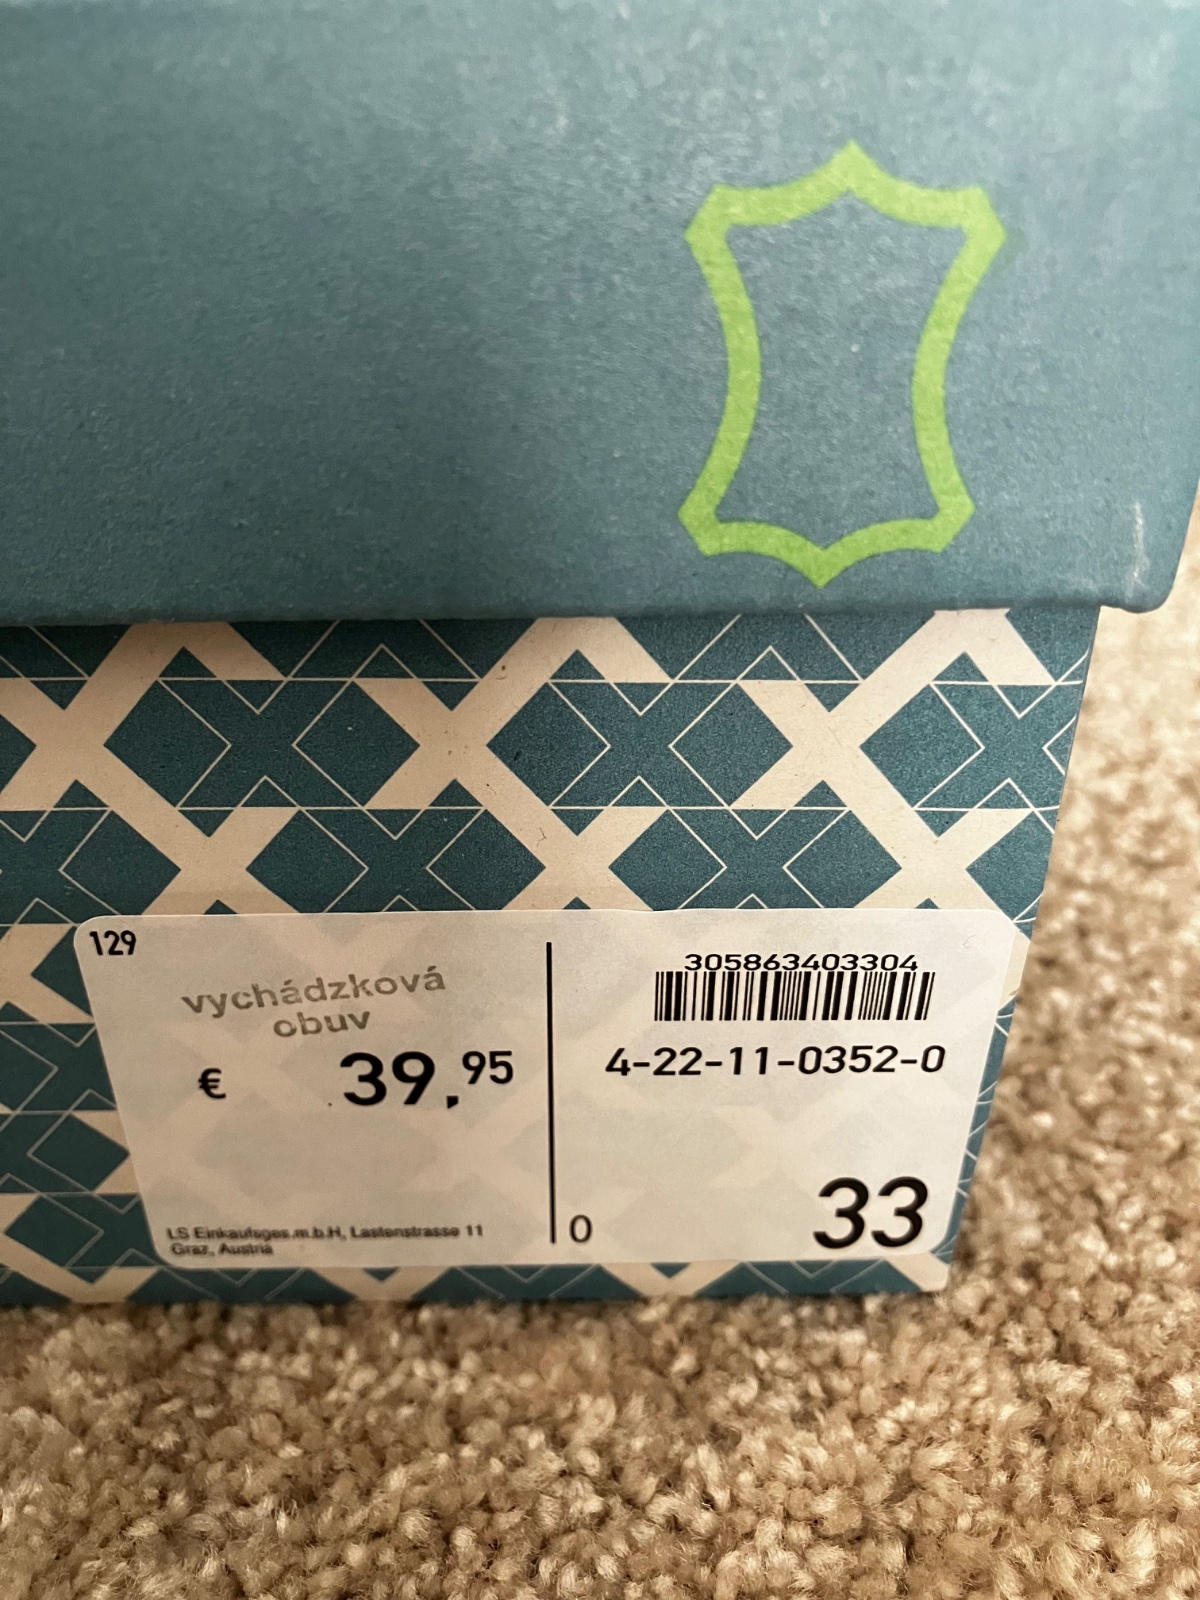 129
vychádzková
obuv
€ 39,95
LS Einkaufsges.m.b.H, Lastenstrasse 11
Graz, Austria
305863403304
4-22-11-0352-0
0
33